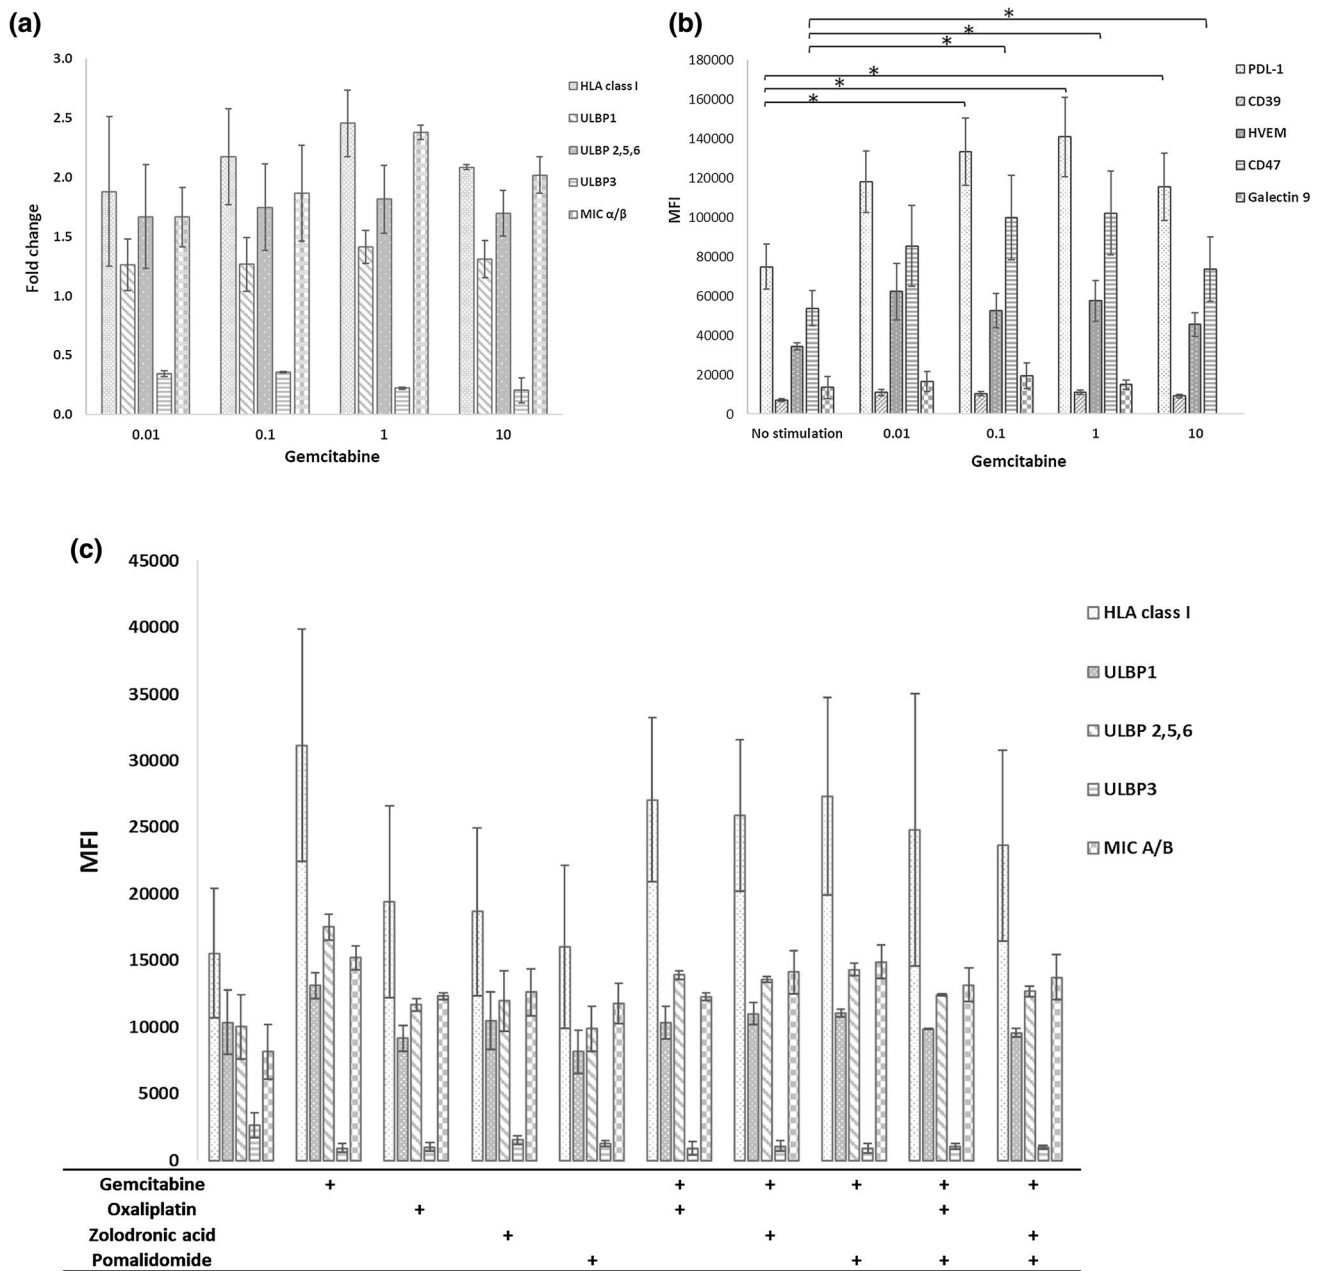 (a)
3.0
2.5
2.0
1.5
1.0
0.5
0.0
Fold change
0.01 0.1 1 10
Gemcitabine
HLA class I
ULBP1
ULBP 2,5,6
ULBP3
MIC α/β
(b)
* * * * * *
180000
160000
140000
120000
100000
80000
60000
40000
20000
0
MFI
No stimulation 0.01 0.1 1 10
Gemcitabine
PDL-1
CD39
HVEM
CD47
Galectin 9
(c)
45000
40000
35000
30000
25000
20000
15000
10000
5000
0
MFI
HLA class I
ULBP1
ULBP 2,5,6
ULBP3
MIC A/B
Gemcitabine + + + + + +
Oxaliplatin + + +
Zolodronic acid + + +
Pomalidomide + + + +